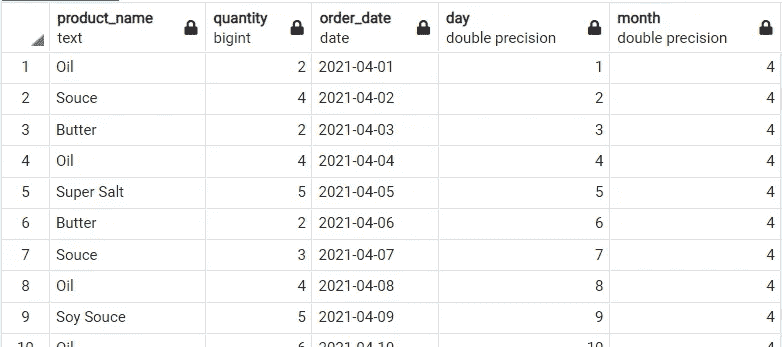 product_name quantity order_date day month
text bigint date double precision double precision
1 Oil 2 2021-04-01 1 4
2 Souce 4 2021-04-02 2 4
3 Butter 2 2021-04-03 3 4
4 Oil 4 2021-04-04 4 4
5 Super Salt 5 2021-04-05 5 4
6 Butter 2 2021-04-06 6 4
7 Souce 3 2021-04-07 7 4
8 Oil 4 2021-04-08 8 4
9 Soy Souce 5 2021-04-09 9 4
10 Oil 6 2021-04-10 10 4